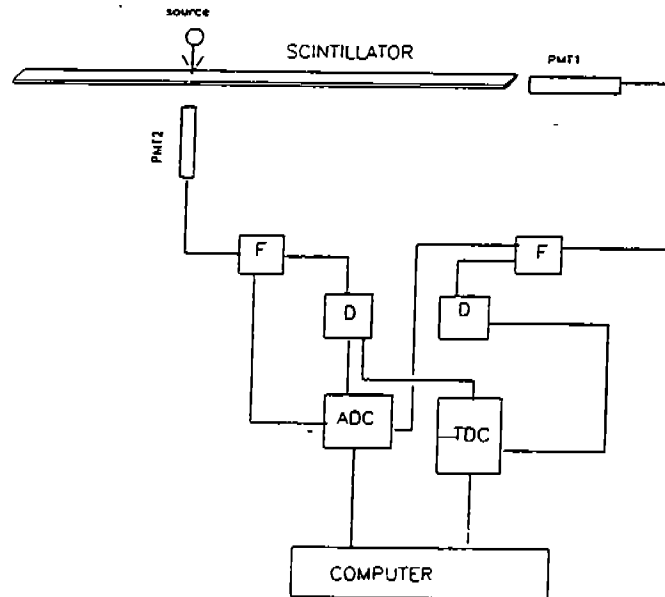 source
SCINTILLATOR
PMT1
PMT2
F
F
D
D
ADC
TDC
COMPUTER